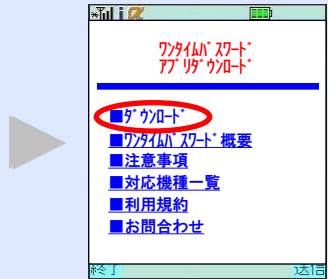 ﾜﾝﾀｲﾑﾊﾟｽﾜｰﾄﾞ
ｱﾌﾟﾘﾀﾞｳﾝﾛｰﾄﾞ
■ﾀﾞｳﾝﾛｰﾄﾞ
■ﾜﾝﾀｲﾑﾊﾟｽﾜｰﾄﾞ概要
■注意事項
■対応機種一覧
■利用規約
■お問合わせ
終了 送信